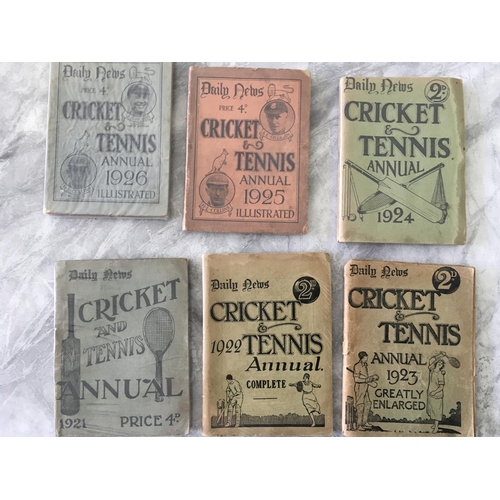 Daily News
PRICE 4ᴰ
CRICKET
&
TENNIS
ANNUAL
1926
ILLUSTRATED
Daily News
PRICE 4ᴰ
CRICKET
&
TENNIS
ANNUAL
1925
ILLUSTRATED
Daily News
2ᴰ
CRICKET
&
TENNIS
ANNUAL
1924
Daily News
CRICKET
AND
TENNIS
ANNUAL
1921 PRICE 4ᴰ
Daily News
2ᴰ
CRICKET
&
1922 TENNIS
Annual.
COMPLETE
Daily News
2ᴰ
CRICKET
&
TENNIS
ANNUAL
1923
GREATLY
ENLARGED